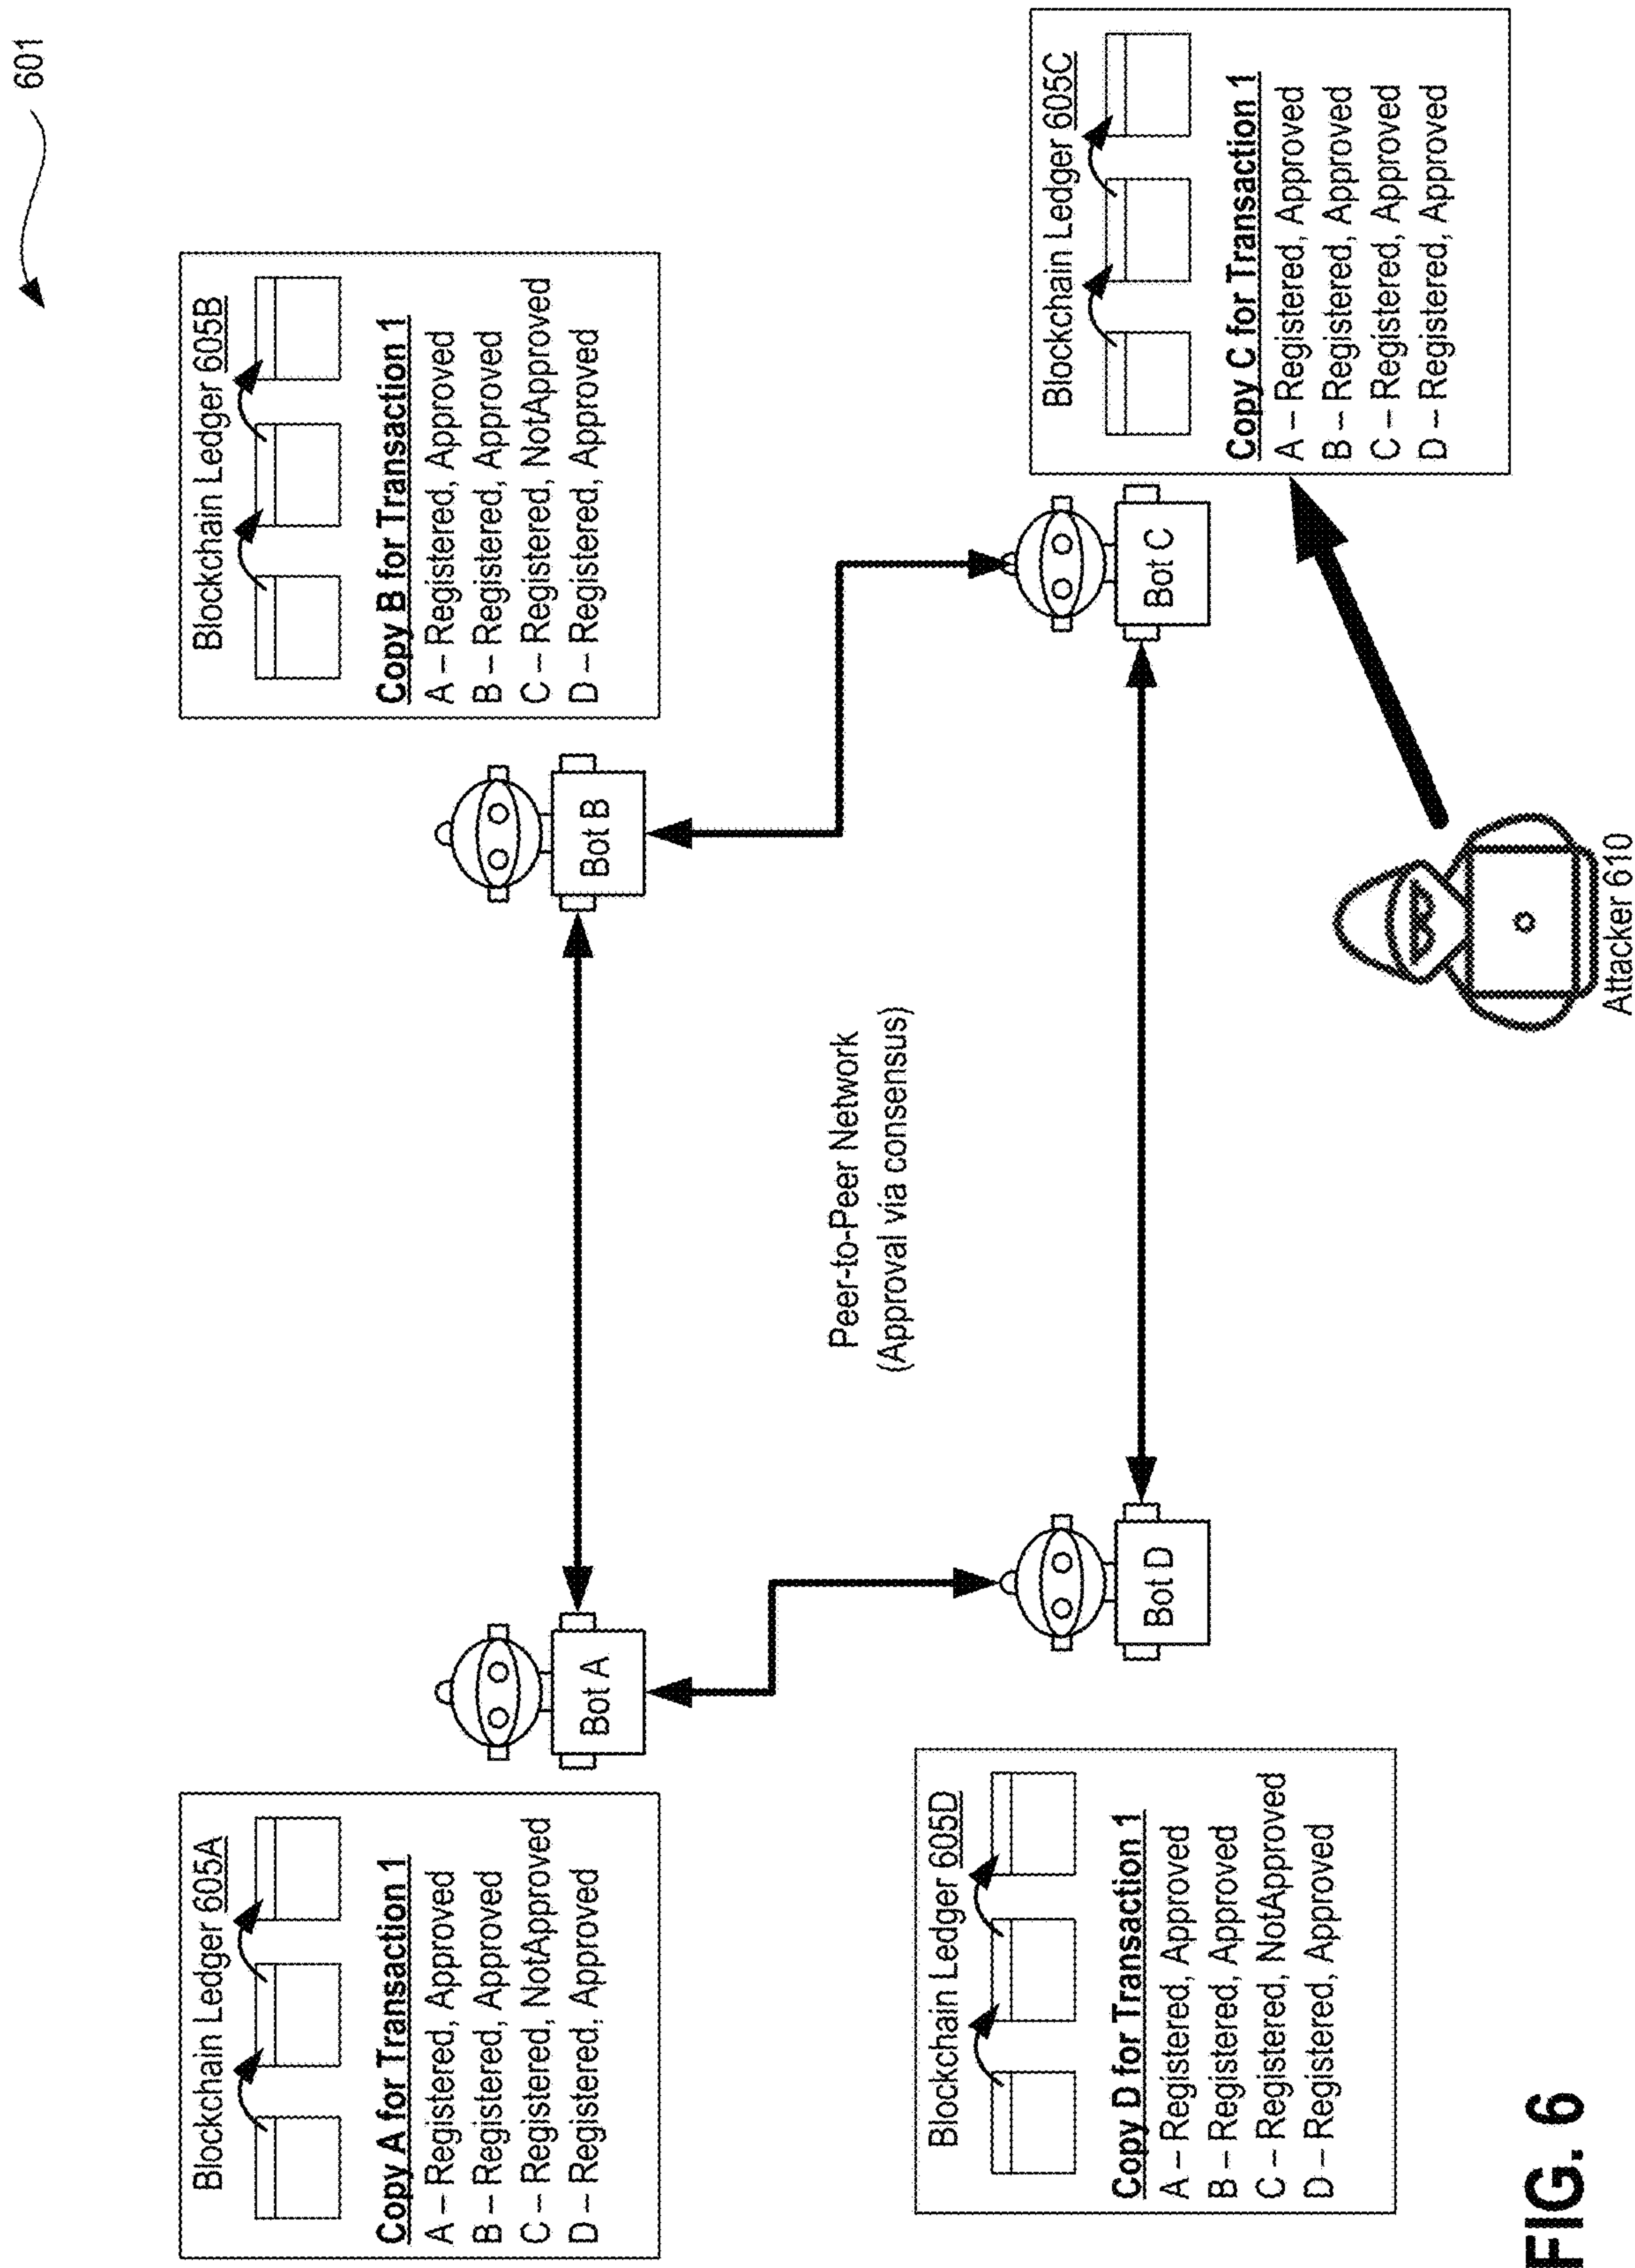 601
Blockchain Ledger 605A
Copy A for Transaction 1
A – Registered, Approved
B – Registered, Approved
C – Registered, NotApproved
D – Registered, Approved
Bot A
Bot B
Blockchain Ledger 605B
Copy B for Transaction 1
A – Registered, Approved
B – Registered, Approved
C – Registered, NotApproved
D – Registered, Approved
Peer-to-Peer Network
(Approval via consensus)
Blockchain Ledger 605D
Copy D for Transaction 1
A – Registered, Approved
B – Registered, Approved
C – Registered, NotApproved
D – Registered, Approved
Bot D
Bot C
Blockchain Ledger 605C
Copy C for Transaction 1
A – Registered, Approved
B – Registered, Approved
C – Registered, Approved
D – Registered, Approved
Attacker 610
FIG. 6